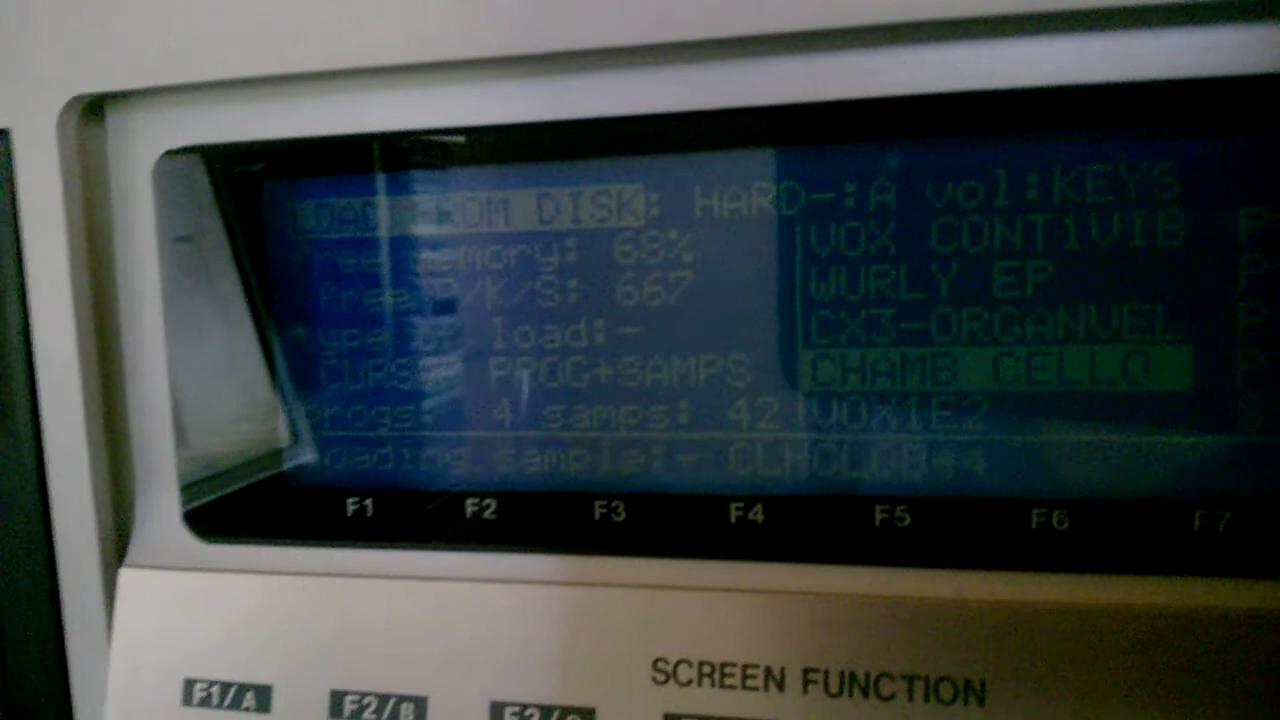 LOAD FROM DISK: HARD-:A vol:KEYS
free memory: 68% VOX CONT1VIB P
free P/K/S: 667 WURLY EP P
type of load:- CX3-ORGANVEL P
CURSOR PROG+SAMPS CHAMB CELLO P
progs: 4 samps: 42 VOX1E2 S
loading sample:-
F1 F2 F3 F4 F5 F6 F7
SCREEN FUNCTION
F1/A F2/B